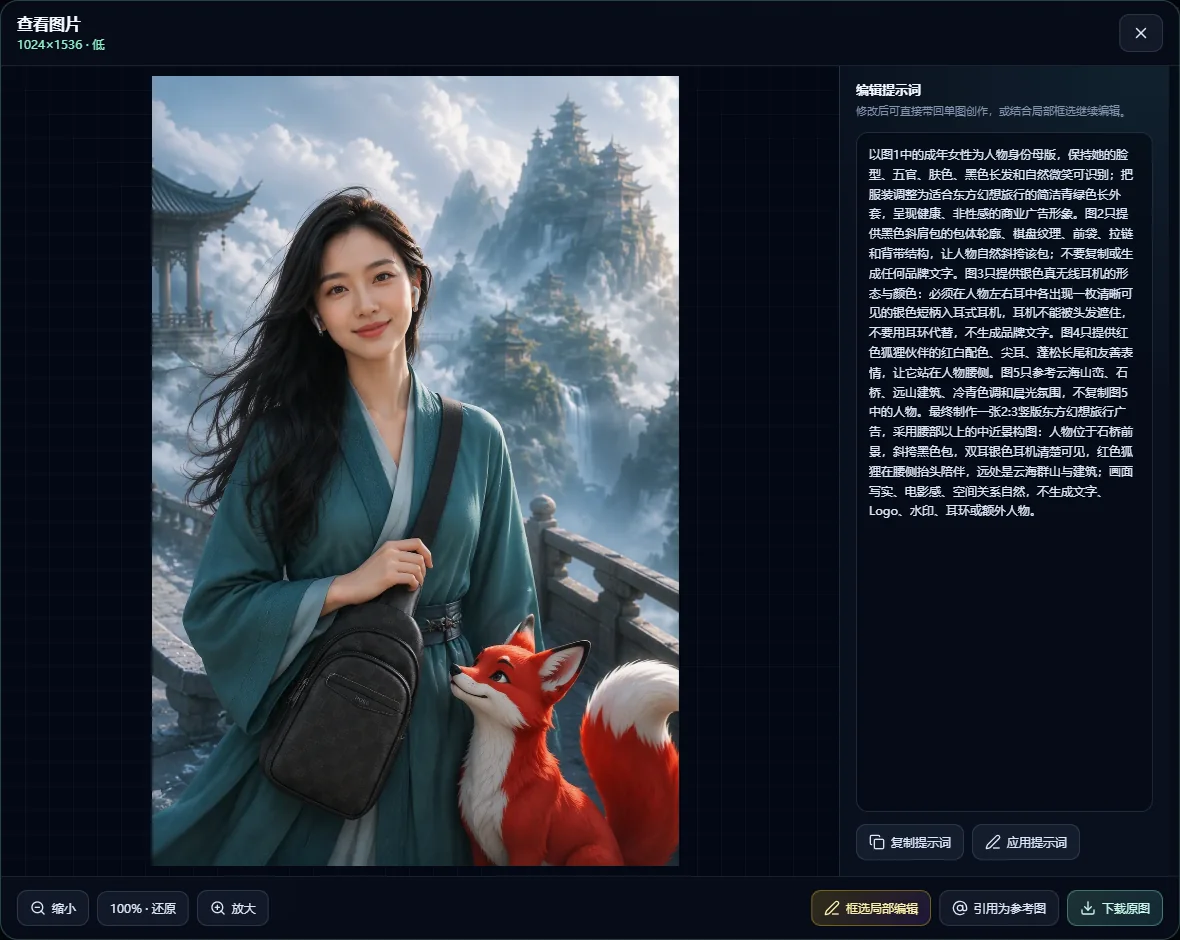 查看图片
1024×1536 · 低
编辑提示词
修改后可直接带回单图创作，或结合局部框选继续编辑。
以图1中的成年女性为人物身份母版，保持她的脸
型、五官、肤色、黑色长发和自然微笑可识别；把
服装调整为适合东方幻想旅行的简洁青绿色长外
套，呈现健康、非性感的商业广告形象。图2只提
供黑色斜肩包的包体轮廓、棋盘纹理、前袋、拉链
和背带结构，让人物自然斜挎该包；不要复制或生
成任何品牌文字。图3只提供银色真无线耳机的形
态与颜色：必须在人物左右耳中各出现一枚清晰可
见的银色短柄入耳式耳机，耳机不能被头发遮住，
不要用耳环代替，不生成品牌文字。图4只提供红
色狐狸伙伴的红白配色、尖耳、蓬松长尾和友善表
情，让它站在人物腰侧。图5只参考云海山峦、石
桥、远山建筑、冷青色调和晨光氛围，不复制图5
中的人物。最终制作一张2:3竖版东方幻想旅行广
告，采用腰部以上的中近景构图：人物位于石桥前
景，斜挎黑色包，双耳银色耳机清楚可见，红色狐
狸在腰侧抬头陪伴，远处是云海群山与建筑；画面
写实、电影感、空间关系自然，不生成文字、
Logo、水印、耳环或额外人物。
复制提示词
应用提示词
缩小
100% · 还原
放大
框选局部编辑
引用为参考图
下载原图